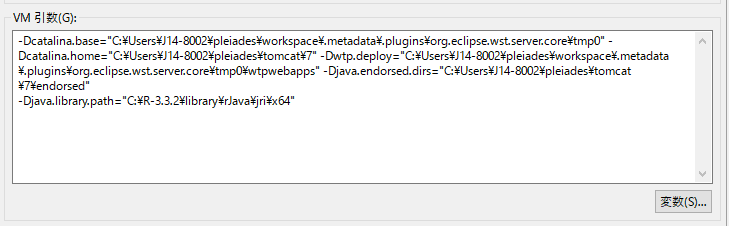 VM 引数(G):
-Dcatalina.base="C:¥Users¥J14-8002¥pleiades¥workspace¥.metadata¥.plugins¥org.eclipse.wst.server.core¥tmp0" -
Dcatalina.home="C:¥Users¥J14-8002¥pleiades¥tomcat¥7" -Dwtp.deploy="C:¥Users¥J14-8002¥pleiades¥workspace¥.metadata
¥.plugins¥org.eclipse.wst.server.core¥tmp0¥wtpwebapps" -Djava.endorsed.dirs="C:¥Users¥J14-8002¥pleiades¥tomcat
¥7¥endorsed"
-Djava.library.path="C:¥R-3.3.2¥library¥rJava¥jri¥x64"
変数(S)...